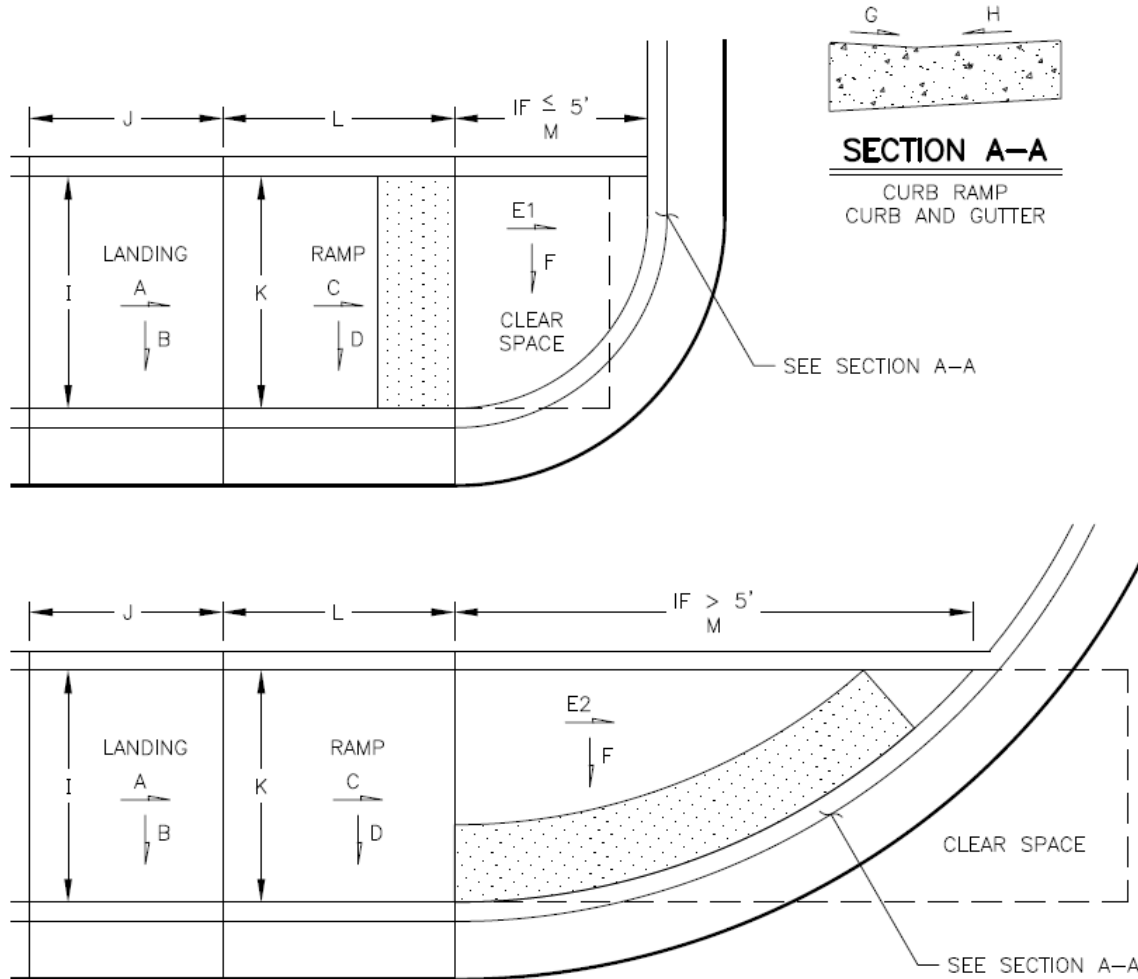 G H
SECTION A-A
CURB RAMP
CURB AND GUTTER
J L IF ≤ 5'
M
E1
F
LANDING RAMP
A C
I K
B D
CLEAR
SPACE
SEE SECTION A-A
J L IF > 5'
M
E2
F
LANDING RAMP
A C
I K
B D
CLEAR SPACE
SEE SECTION A-A